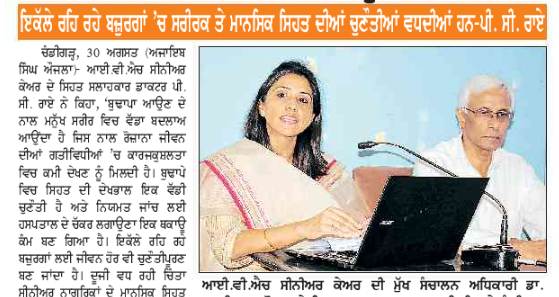 ਇਕੱਲੇ ਰਹਿ ਰਹੇ ਬਜ਼ੁਰਗਾਂ 'ਚ ਸਰੀਰਕ ਤੇ ਮਾਨਸਿਕ ਸਿਹਤ ਦੀਆਂ ਚੁਣੌਤੀਆਂ ਵਧਦੀਆਂ ਹਨ-ਪੀ. ਸੀ. ਰਾਏ
ਚੰਡੀਗੜ੍ਹ, 30 ਅਗਸਤ (ਅਜਾਇਬ
ਸਿੰਘ ਔਜਲਾ)- ਆਈ.ਵੀ.ਐਚ ਸੀਨੀਅਰ
ਕੇਅਰ ਦੇ ਸਿਹਤ ਸਲਾਹਕਾਰ ਡਾਕਟਰ ਪੀ.
ਸੀ. ਰਾਏ ਨੇ ਕਿਹਾ, 'ਬੁਢਾਪਾ ਆਉਣ ਦੇ
ਨਾਲ ਮਨੁੱਖ ਸਰੀਰ ਵਿਚ ਵੱਡਾ ਬਦਲਾਅ
ਆਉਂਦਾ ਹੈ ਜਿਸ ਨਾਲ ਰੋਜ਼ਾਨਾ ਜੀਵਨ
ਦੀਆਂ ਗਤੀਵਿਧੀਆਂ 'ਚ ਕਾਰਜਕੁਸ਼ਲਤਾ
ਵਿਚ ਕਮੀ ਦੇਖਣ ਨੂੰ ਮਿਲਦੀ ਹੈ। ਬੁਢਾਪੇ
ਵਿਚ ਸਿਹਤ ਦੀ ਦੇਖਭਾਲ ਇਕ ਵੱਡੀ
ਚੁਣੌਤੀ ਹੈ ਅਤੇ ਨਿਯਮਤ ਜਾਂਚ ਲਈ
ਹਸਪਤਾਲ ਦੇ ਚੱਕਰ ਲਗਾਉਣਾ ਇਕ ਥਕਾਊ
ਕੰਮ ਬਣ ਗਿਆ ਹੈ। ਇਕੱਲੇ ਰਹਿ ਰਹੇ
ਬਜ਼ੁਰਗਾਂ ਲਈ ਜੀਵਨ ਹੋਰ ਵੀ ਚੁਣੌਤੀਪੂਰਣ
ਬਣ ਜਾਂਦਾ ਹੈ। ਦੂਜੀ ਵਧ ਰਹੀ ਚਿੰਤਾ
ਸੀਨੀਅਰ ਨਾਗਰਿਕਾਂ ਦੇ ਮਾਨਸਿਕ ਸਿਹਤ
ਆਈ.ਵੀ.ਐਚ ਸੀਨੀਅਰ ਕੇਅਰ ਦੀ ਮੁੱਖ ਸੰਚਾਲਨ ਅਧਿਕਾਰੀ ਡਾ.